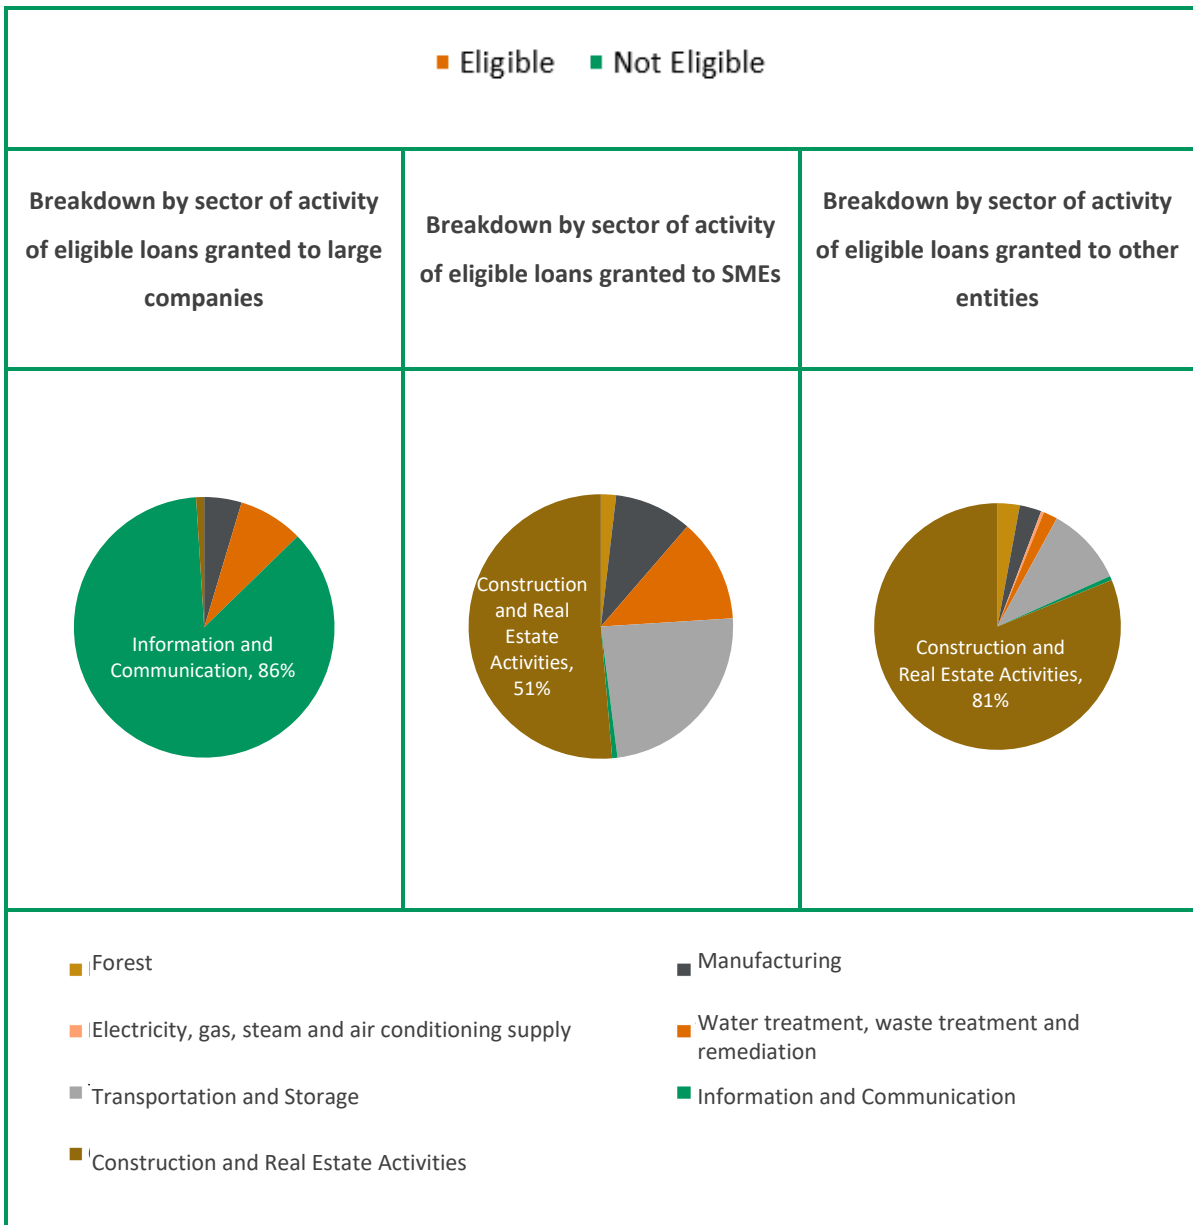 Eligible Not Eligible
Breakdown by sector of activity
of eligible loans granted to large
companies
Breakdown by sector of activity
of eligible loans granted to SMEs
Breakdown by sector of activity
of eligible loans granted to other
entities
Information and
Communication, 86%
Construction
and Real
Estate
Activities,
51%
Construction and
Real Estate Activities,
81%
Forest
Manufacturing
Electricity, gas, steam and air conditioning supply
Water treatment, waste treatment and
remediation
Transportation and Storage
Information and Communication
Construction and Real Estate Activities